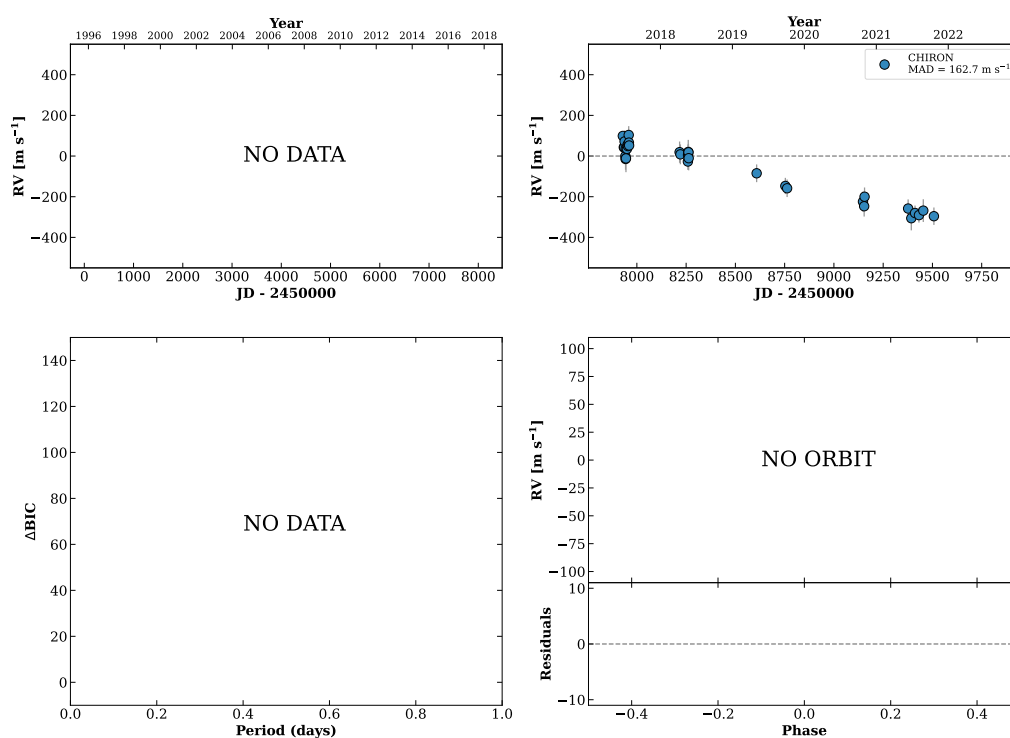 Year
1996 1998 2000 2002 2004 2006 2008 2010 2012 2014 2016 2018
400
200
0
−200
−400
RV [m s⁻¹]
NO DATA
0 1000 2000 3000 4000 5000 6000 7000 8000
JD - 2450000
Year
2018 2019 2020 2021 2022
CHIRON
MAD = 162.7 m s⁻¹
400
200
0
−200
−400
RV [m s⁻¹]
8000 8250 8500 8750 9000 9250 9500 9750
JD - 2450000
140
120
100
80
60
40
20
0
ΔBIC
NO DATA
0.0 0.2 0.4 0.6 0.8 1.0
Period (days)
100
75
50
25
0
−25
−50
−75
−100
RV [m s⁻¹]
NO ORBIT
10
0
−10
Residuals
−0.4 −0.2 0.0 0.2 0.4
Phase